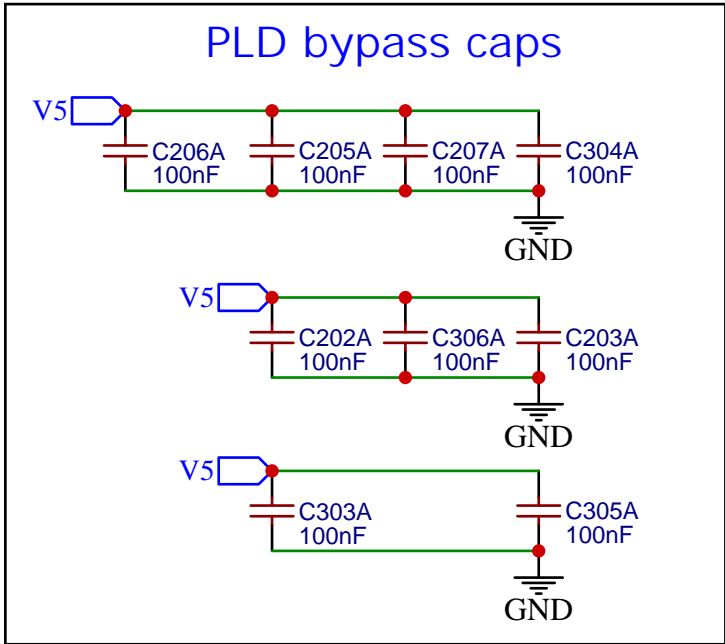 PLD bypass caps
V5
C206A
100nF
C205A
100nF
C207A
100nF
C304A
100nF
GND
V5
C202A
100nF
C306A
100nF
C203A
100nF
GND
V5
C303A
100nF
C305A
100nF
GND